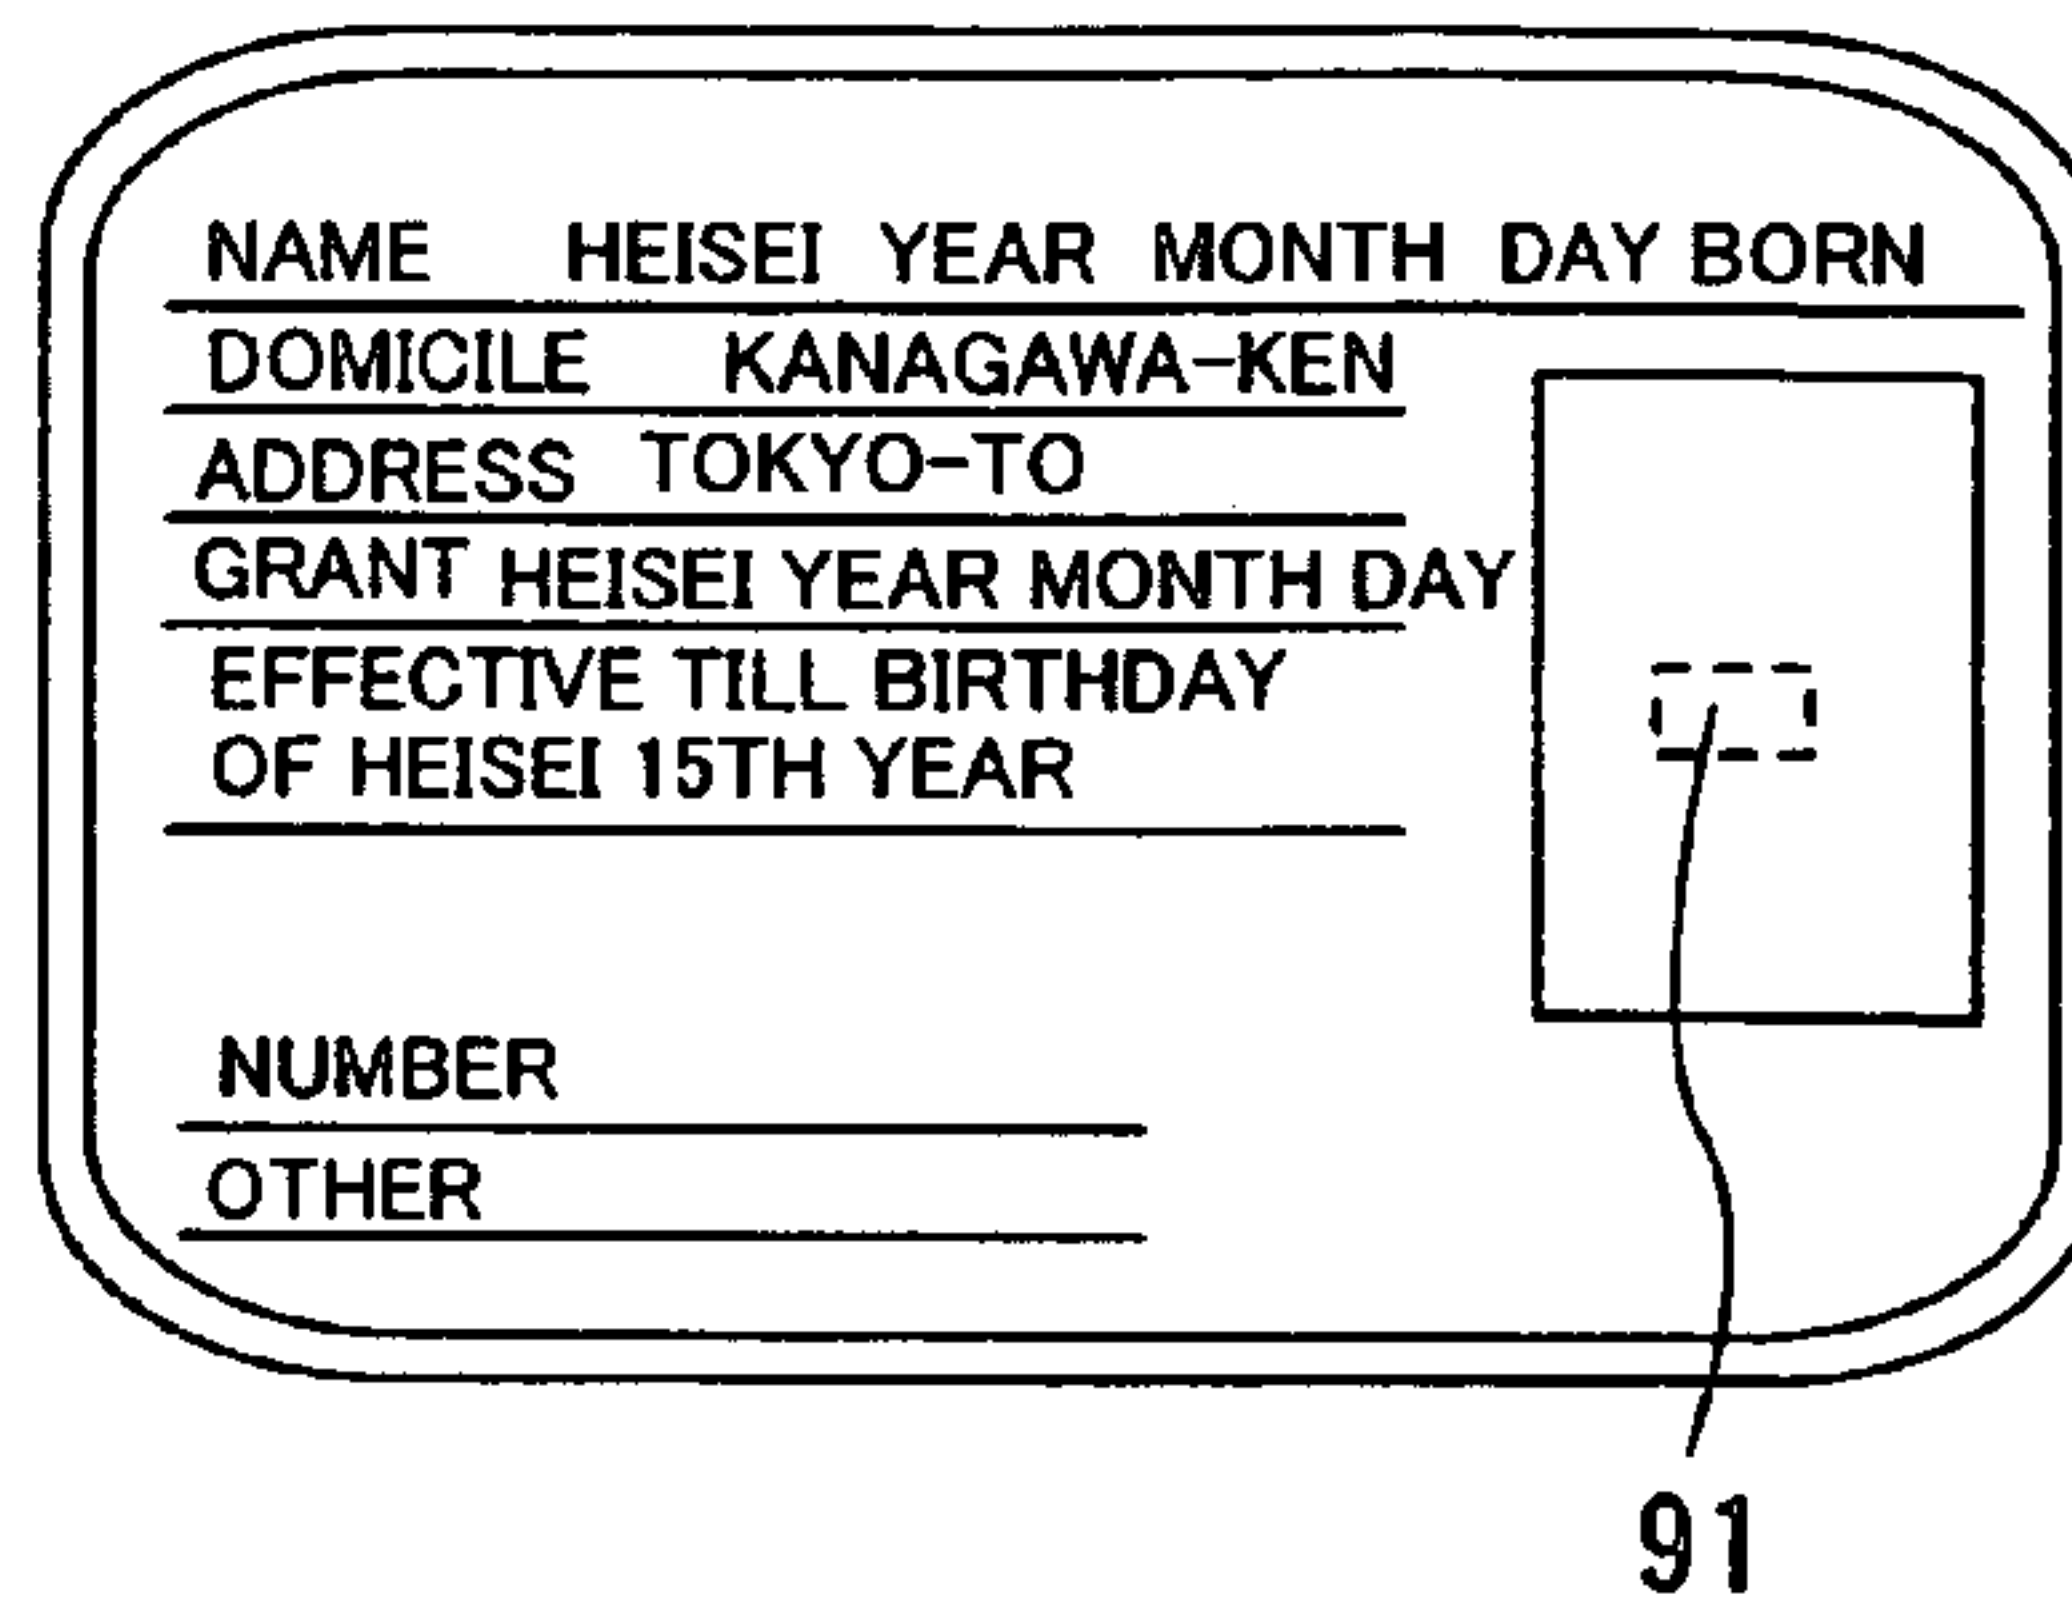 NAME HEISEI YEAR MONTH DAY BORN
DOMICILE KANAGAWA-KEN
ADDRESS TOKYO-TO
GRANT HEISEI YEAR MONTH DAY
EFFECTIVE TILL BIRTHDAY
OF HEISEI 15TH YEAR
NUMBER
OTHER
91